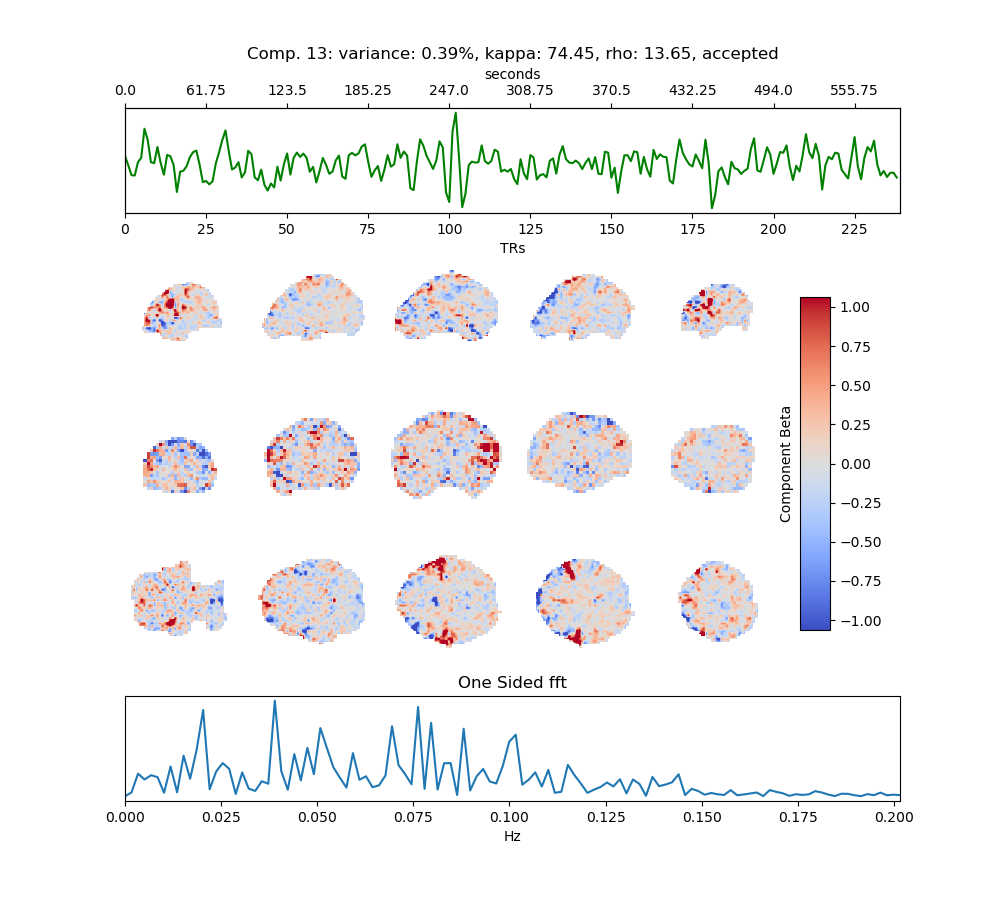 Comp. 13: variance: 0.39%, kappa: 74.45, rho: 13.65, accepted
seconds
0.0 61.75 123.5 185.25 247.0 308.75 370.5 432.25 494.0 555.75
0 25 50 75 100 125 150 175 200 225
TRs
1.00
0.75
0.50
0.25
0.00
−0.25
−0.50
−0.75
−1.00
Component Beta
One Sided fft
0.000 0.025 0.050 0.075 0.100 0.125 0.150 0.175 0.200
Hz